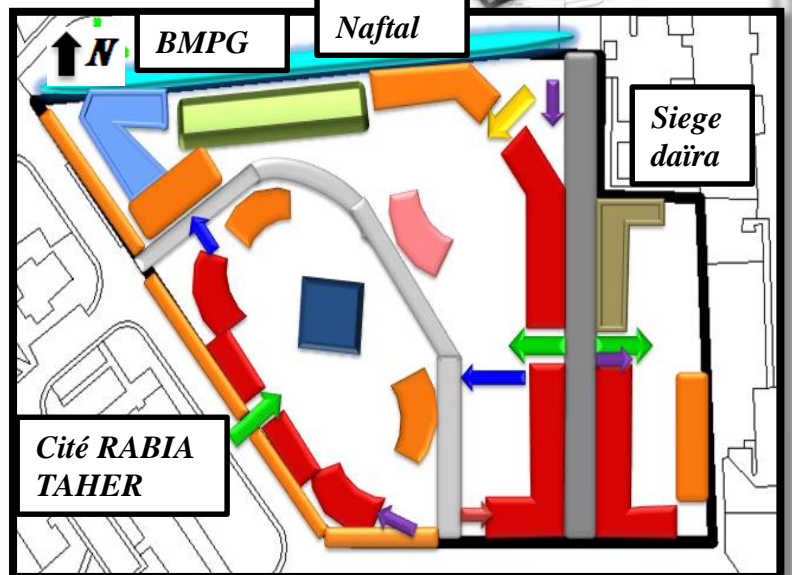 N
BMPG
Naftal
Siege
daïra
Cité RABIA
TAHER